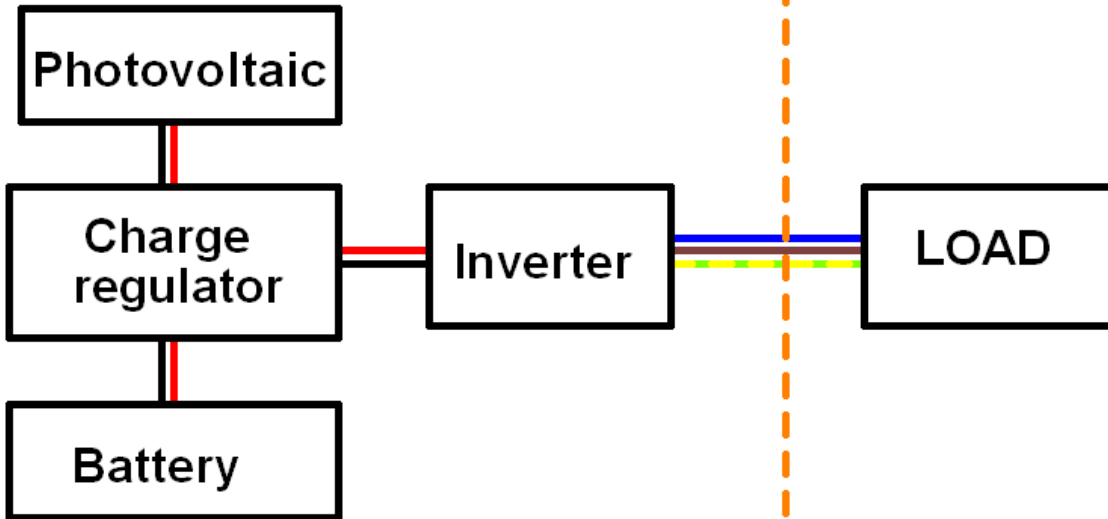 Photovoltaic
Charge
regulator
Inverter
LOAD
Battery